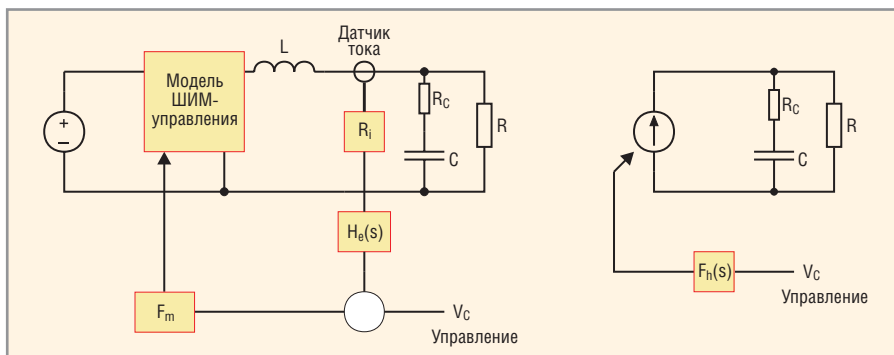 L
Датчик
тока
Модель
ШИМ-
управления
+
−
R_i
R_C
C
R
H_e(s)
F_m
V_C
Управление
R_C
R
C
F_h(s)
V_C
Управление